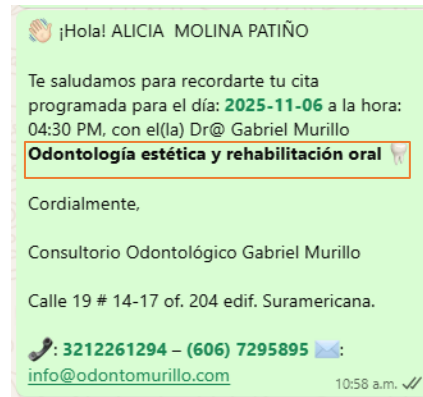 👋 ¡Hola! ALICIA  MOLINA PATIÑO
Te saludamos para recordarte tu cita
programada para el día: 2025-11-06 a la hora:
04:30 PM, con el(la) Dr@ Gabriel Murillo
Odontología estética y rehabilitación oral 🦷
Cordialmente,
Consultorio Odontológico Gabriel Murillo
Calle 19 # 14-17 of. 204 edif. Suramericana.
📞: 3212261294 – (606) 7295895 ✉️:
info@odontomurillo.com
10:58 a.m.